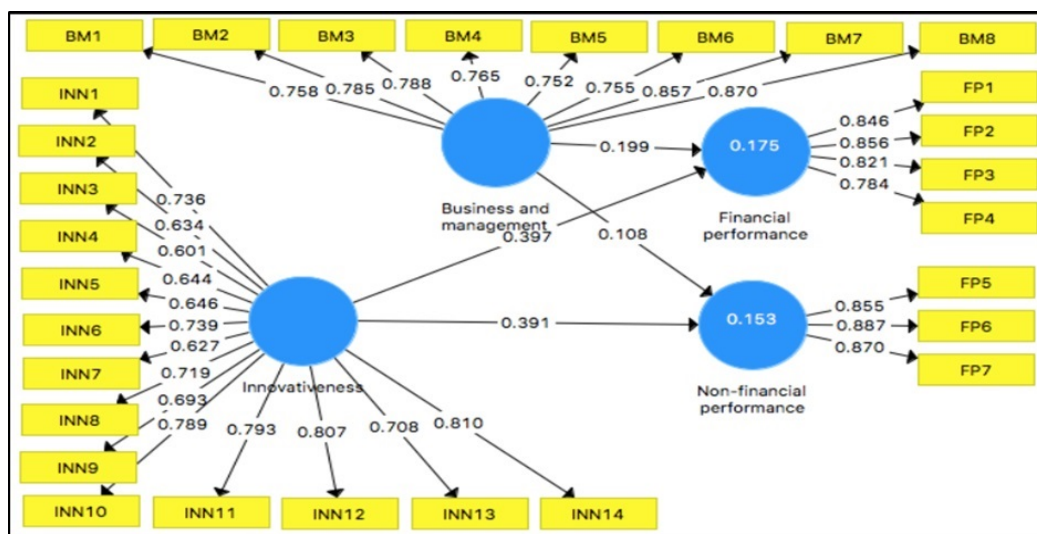 BM1
BM2
BM3
BM4
BM5
BM6
BM7
BM8
0.758
0.785
0.788
0.765
0.752
0.755
0.857
0.870
INN1
INN2
INN3
INN4
INN5
INN6
INN7
INN8
INN9
INN10
INN11
INN12
INN13
INN14
0.736
0.634
0.601
0.644
0.646
0.739
0.627
0.719
0.693
0.789
0.793
0.807
0.708
0.810
Business and
management
Innovativeness
0.199
0.397
0.108
0.391
0.175
Financial
performance
0.846
0.856
0.821
0.784
FP1
FP2
FP3
FP4
0.153
Non-financial
performance
0.855
0.887
0.870
FP5
FP6
FP7